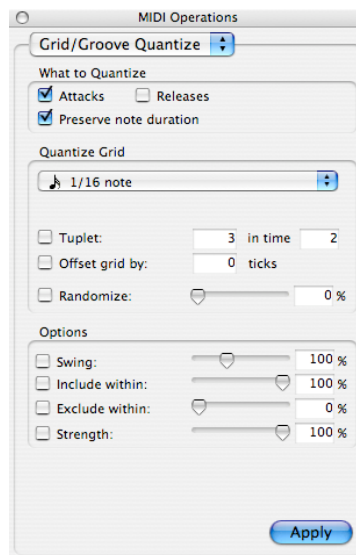 MIDI Operations
Grid/Groove Quantize
What to Quantize
Attacks Releases
Preserve note duration
Quantize Grid
1/16 note
Tuplet: 3 in time 2
Offset grid by: 0 ticks
Randomize: 0 %
Options
Swing: 100 %
Include within: 100 %
Exclude within: 0 %
Strength: 100 %
Apply